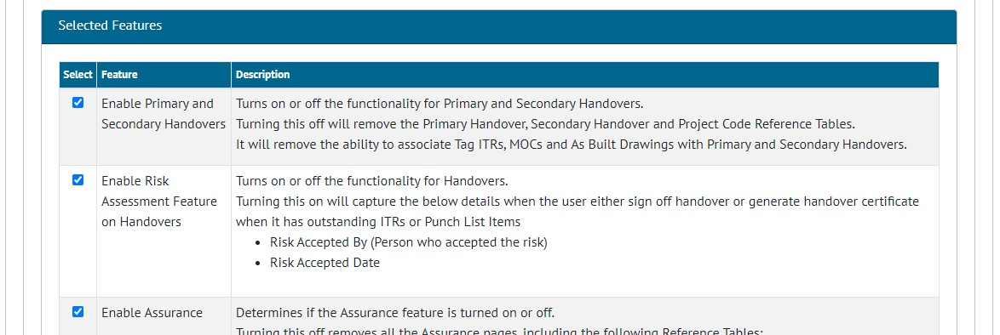 Selected Features
Select Feature Description
Enable Primary and
Secondary Handovers
Turns on or off the functionality for Primary and Secondary Handovers.
Turning this off will remove the Primary Handover, Secondary Handover and Project Code Reference Tables.
It will remove the ability to associate Tag ITRs, MOCs and As Built Drawings with Primary and Secondary Handovers.
Enable Risk
Assessment Feature
on Handovers
Turns on or off the functionality for Handovers.
Turning this on will capture the below details when the user either sign off handover or generate handover certificate
when it has outstanding ITRs or Punch List Items
• Risk Accepted By (Person who accepted the risk)
• Risk Accepted Date
Enable Assurance
Determines if the Assurance feature is turned on or off.
Turning this off removes all the Assurance pages, including the following Reference Tables: